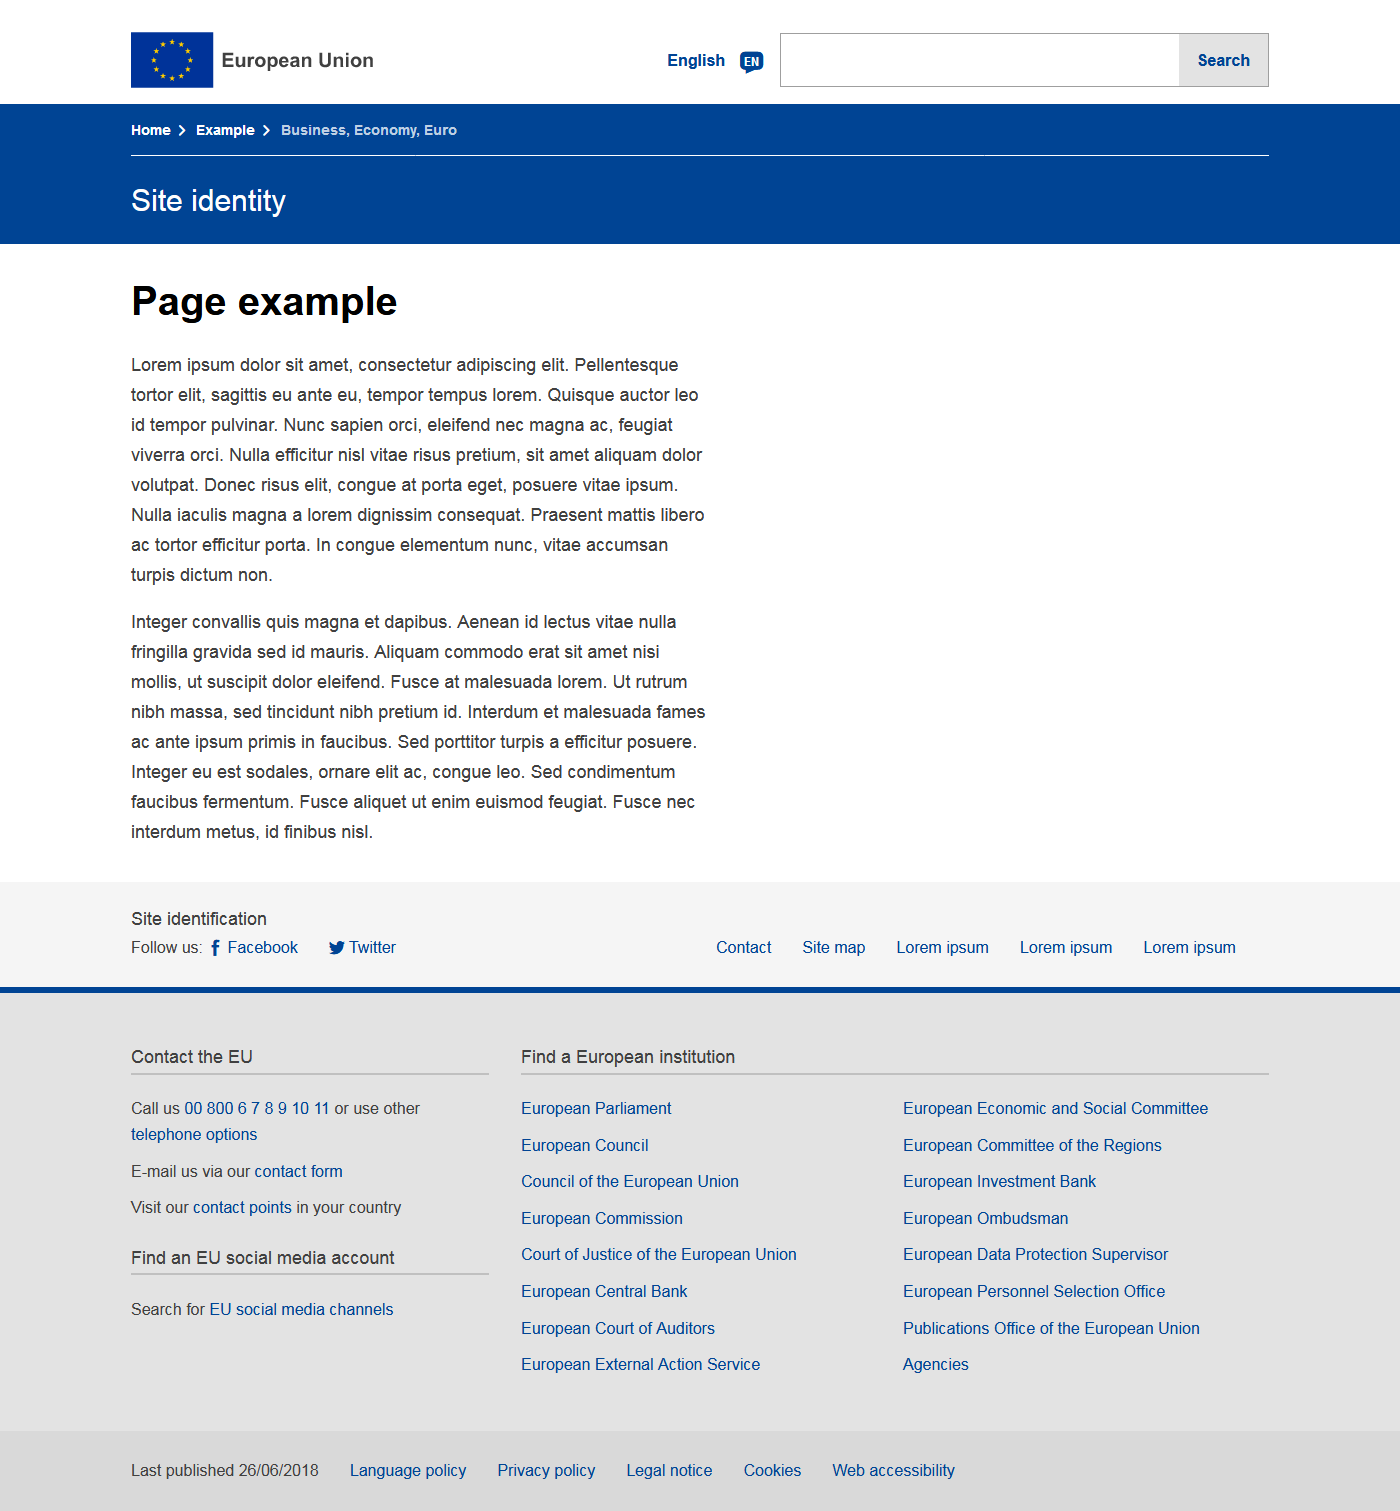 European Union
English EN
Search
Home Example Business, Economy, Euro
Site identity
Page example
Lorem ipsum dolor sit amet, consectetur adipiscing elit. Pellentesque
tortor elit, sagittis eu ante eu, tempor tempus lorem. Quisque auctor leo
id tempor pulvinar. Nunc sapien orci, eleifend nec magna ac, feugiat
viverra orci. Nulla efficitur nisl vitae risus pretium, sit amet aliquam dolor
volutpat. Donec risus elit, congue at porta eget, posuere vitae ipsum.
Nulla iaculis magna a lorem dignissim consequat. Praesent mattis libero
ac tortor efficitur porta. In congue elementum nunc, vitae accumsan
turpis dictum non.
Integer convallis quis magna et dapibus. Aenean id lectus vitae nulla
fringilla gravida sed id mauris. Aliquam commodo erat sit amet nisi
mollis, ut suscipit dolor eleifend. Fusce at malesuada lorem. Ut rutrum
nibh massa, sed tincidunt nibh pretium id. Interdum et malesuada fames
ac ante ipsum primis in faucibus. Sed porttitor turpis a efficitur posuere.
Integer eu est sodales, ornare elit ac, congue leo. Sed condimentum
faucibus fermentum. Fusce aliquet ut enim euismod feugiat. Fusce nec
interdum metus, id finibus nisl.
Site identification
Follow us: Facebook Twitter
Contact Site map Lorem ipsum Lorem ipsum Lorem ipsum
Contact the EU
Call us 00 800 6 7 8 9 10 11 or use other
telephone options
E-mail us via our contact form
Visit our contact points in your country
Find an EU social media account
Search for EU social media channels
Find a European institution
European Parliament
European Council
Council of the European Union
European Commission
Court of Justice of the European Union
European Central Bank
European Court of Auditors
European External Action Service
European Economic and Social Committee
European Committee of the Regions
European Investment Bank
European Ombudsman
European Data Protection Supervisor
European Personnel Selection Office
Publications Office of the European Union
Agencies
Last published 26/06/2018 Language policy Privacy policy Legal notice Cookies Web accessibility